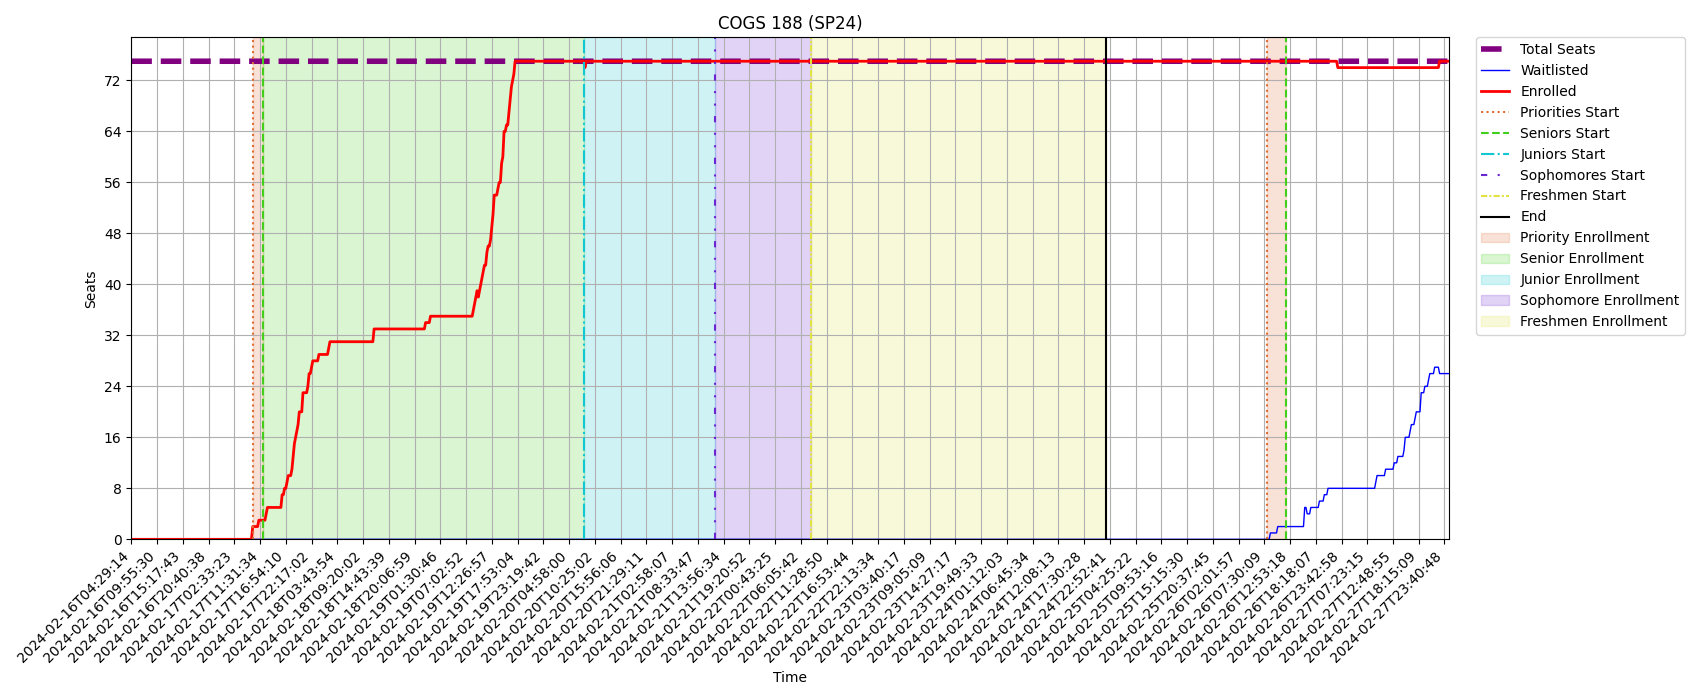 COGS 188 (SP24)
Seats
72
64
56
48
40
32
24
16
8
0
2024-02-16T04:29:14
2024-02-16T09:55:30
2024-02-16T15:17:43
2024-02-16T20:40:38
2024-02-17T02:33:23
2024-02-17T11:31:34
2024-02-17T16:54:10
2024-02-17T22:17:02
2024-02-18T03:43:54
2024-02-18T09:20:02
2024-02-18T14:43:39
2024-02-18T20:06:59
2024-02-19T01:30:46
2024-02-19T07:02:52
2024-02-19T12:26:57
2024-02-19T17:53:04
2024-02-19T23:19:42
2024-02-20T04:58:00
2024-02-20T10:25:02
2024-02-20T15:56:06
2024-02-20T21:29:11
2024-02-21T02:58:07
2024-02-21T08:33:47
2024-02-21T13:56:34
2024-02-21T19:20:52
2024-02-22T00:43:25
2024-02-22T06:05:42
2024-02-22T11:28:50
2024-02-22T16:53:44
2024-02-22T22:13:34
2024-02-23T03:40:17
2024-02-23T09:05:09
2024-02-23T14:27:17
2024-02-23T19:49:33
2024-02-24T01:12:03
2024-02-24T06:45:34
2024-02-24T12:08:13
2024-02-24T17:30:28
2024-02-24T22:52:41
2024-02-25T04:25:22
2024-02-25T09:53:16
2024-02-25T15:15:30
2024-02-25T20:37:45
2024-02-26T02:01:57
2024-02-26T07:30:09
2024-02-26T12:53:18
2024-02-26T18:18:07
2024-02-26T23:42:58
2024-02-27T07:23:15
2024-02-27T12:48:55
2024-02-27T18:15:09
2024-02-27T23:40:48
Time
Total Seats
Waitlisted
Enrolled
Priorities Start
Seniors Start
Juniors Start
Sophomores Start
Freshmen Start
End
Priority Enrollment
Senior Enrollment
Junior Enrollment
Sophomore Enrollment
Freshmen Enrollment